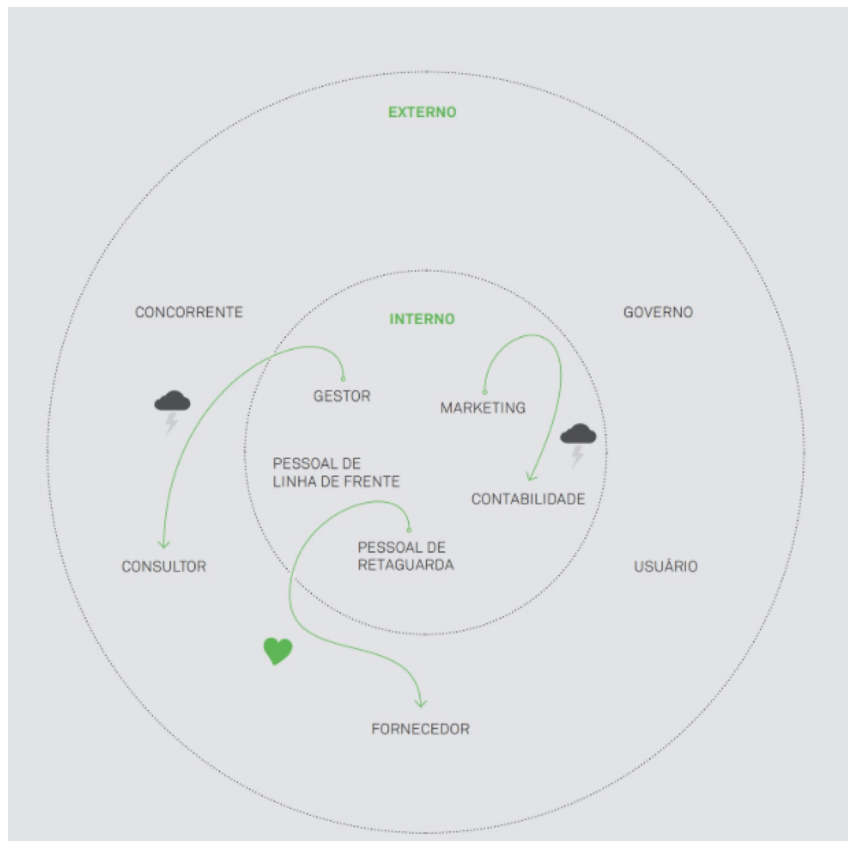 EXTERNO
CONCORRENTE
GOVERNO
INTERNO
GESTOR
MARKETING
PESSOAL DE
LINHA DE FRENTE
CONTABILIDADE
PESSOAL DE
RETAGUARDA
CONSULTOR
USUÁRIO
FORNECEDOR